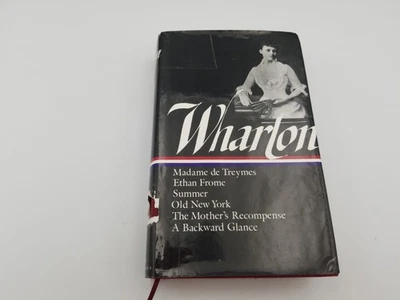 Wharton
Madame de Treymes
Ethan Frome
Summer
Old New York
The Mother's Recompense
A Backward Glance